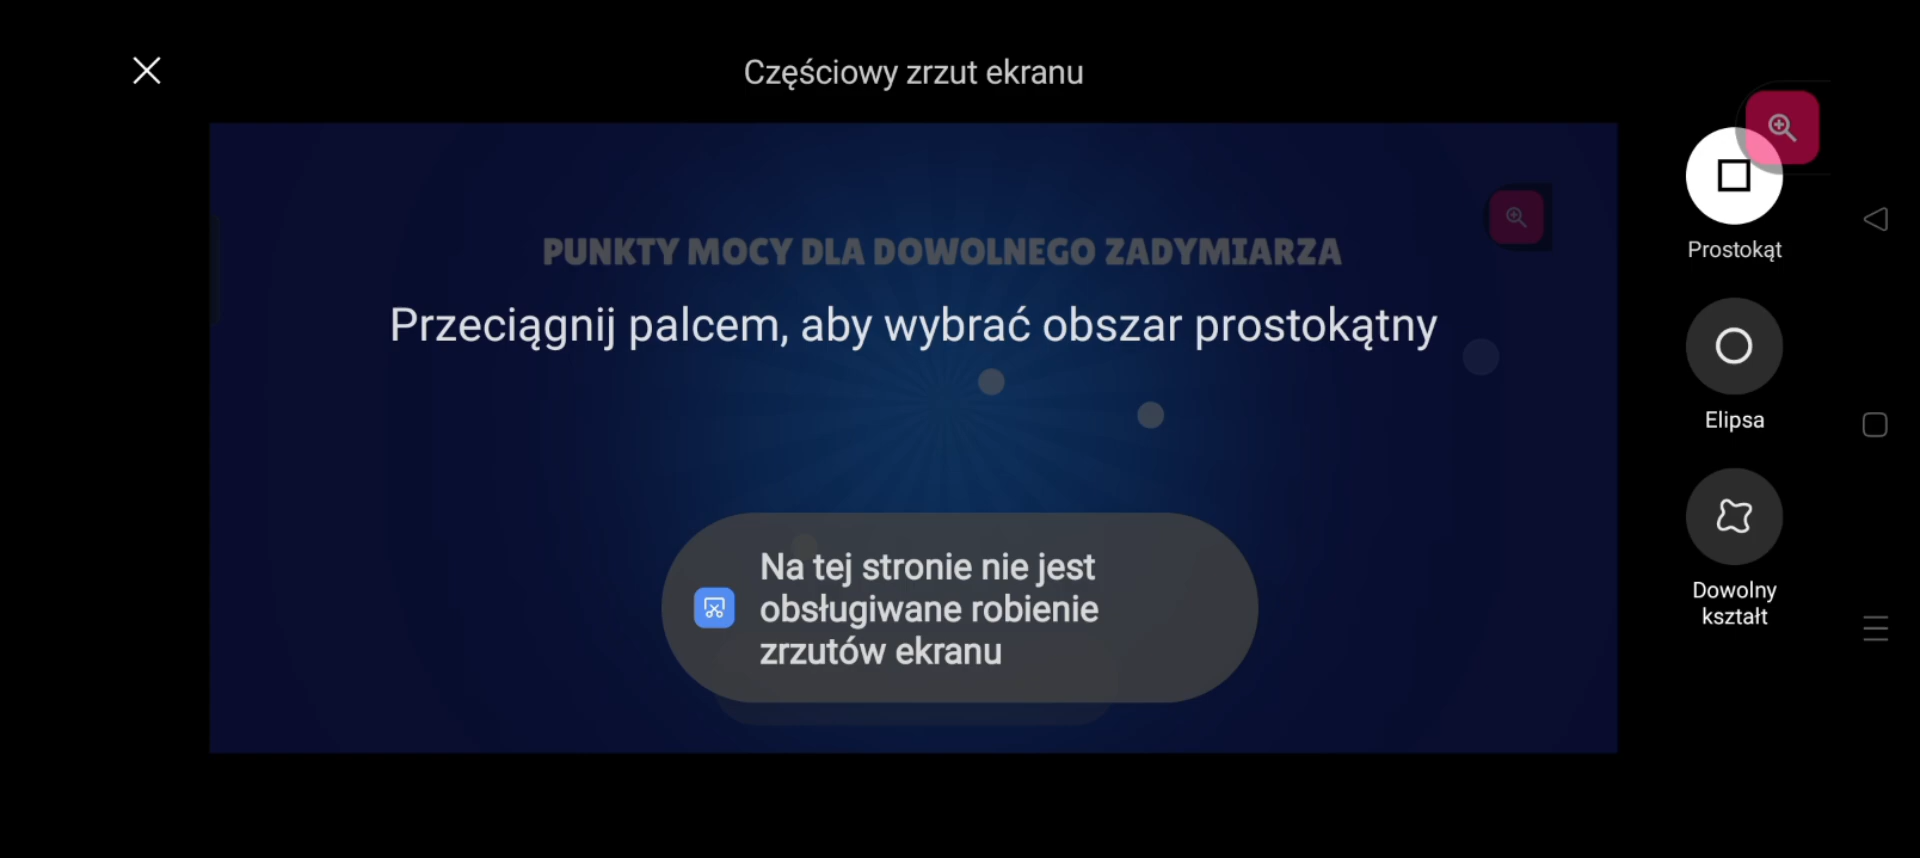 Częściowy zrzut ekranu
PUNKTY MOCY DLA DOWOLNEGO ZADYMIARZA
Przeciągnij palcem, aby wybrać obszar prostokątny
Na tej stronie nie jest
obsługiwane robienie
zrzutów ekranu
Prostokąt
Elipsa
Dowolny
kształt